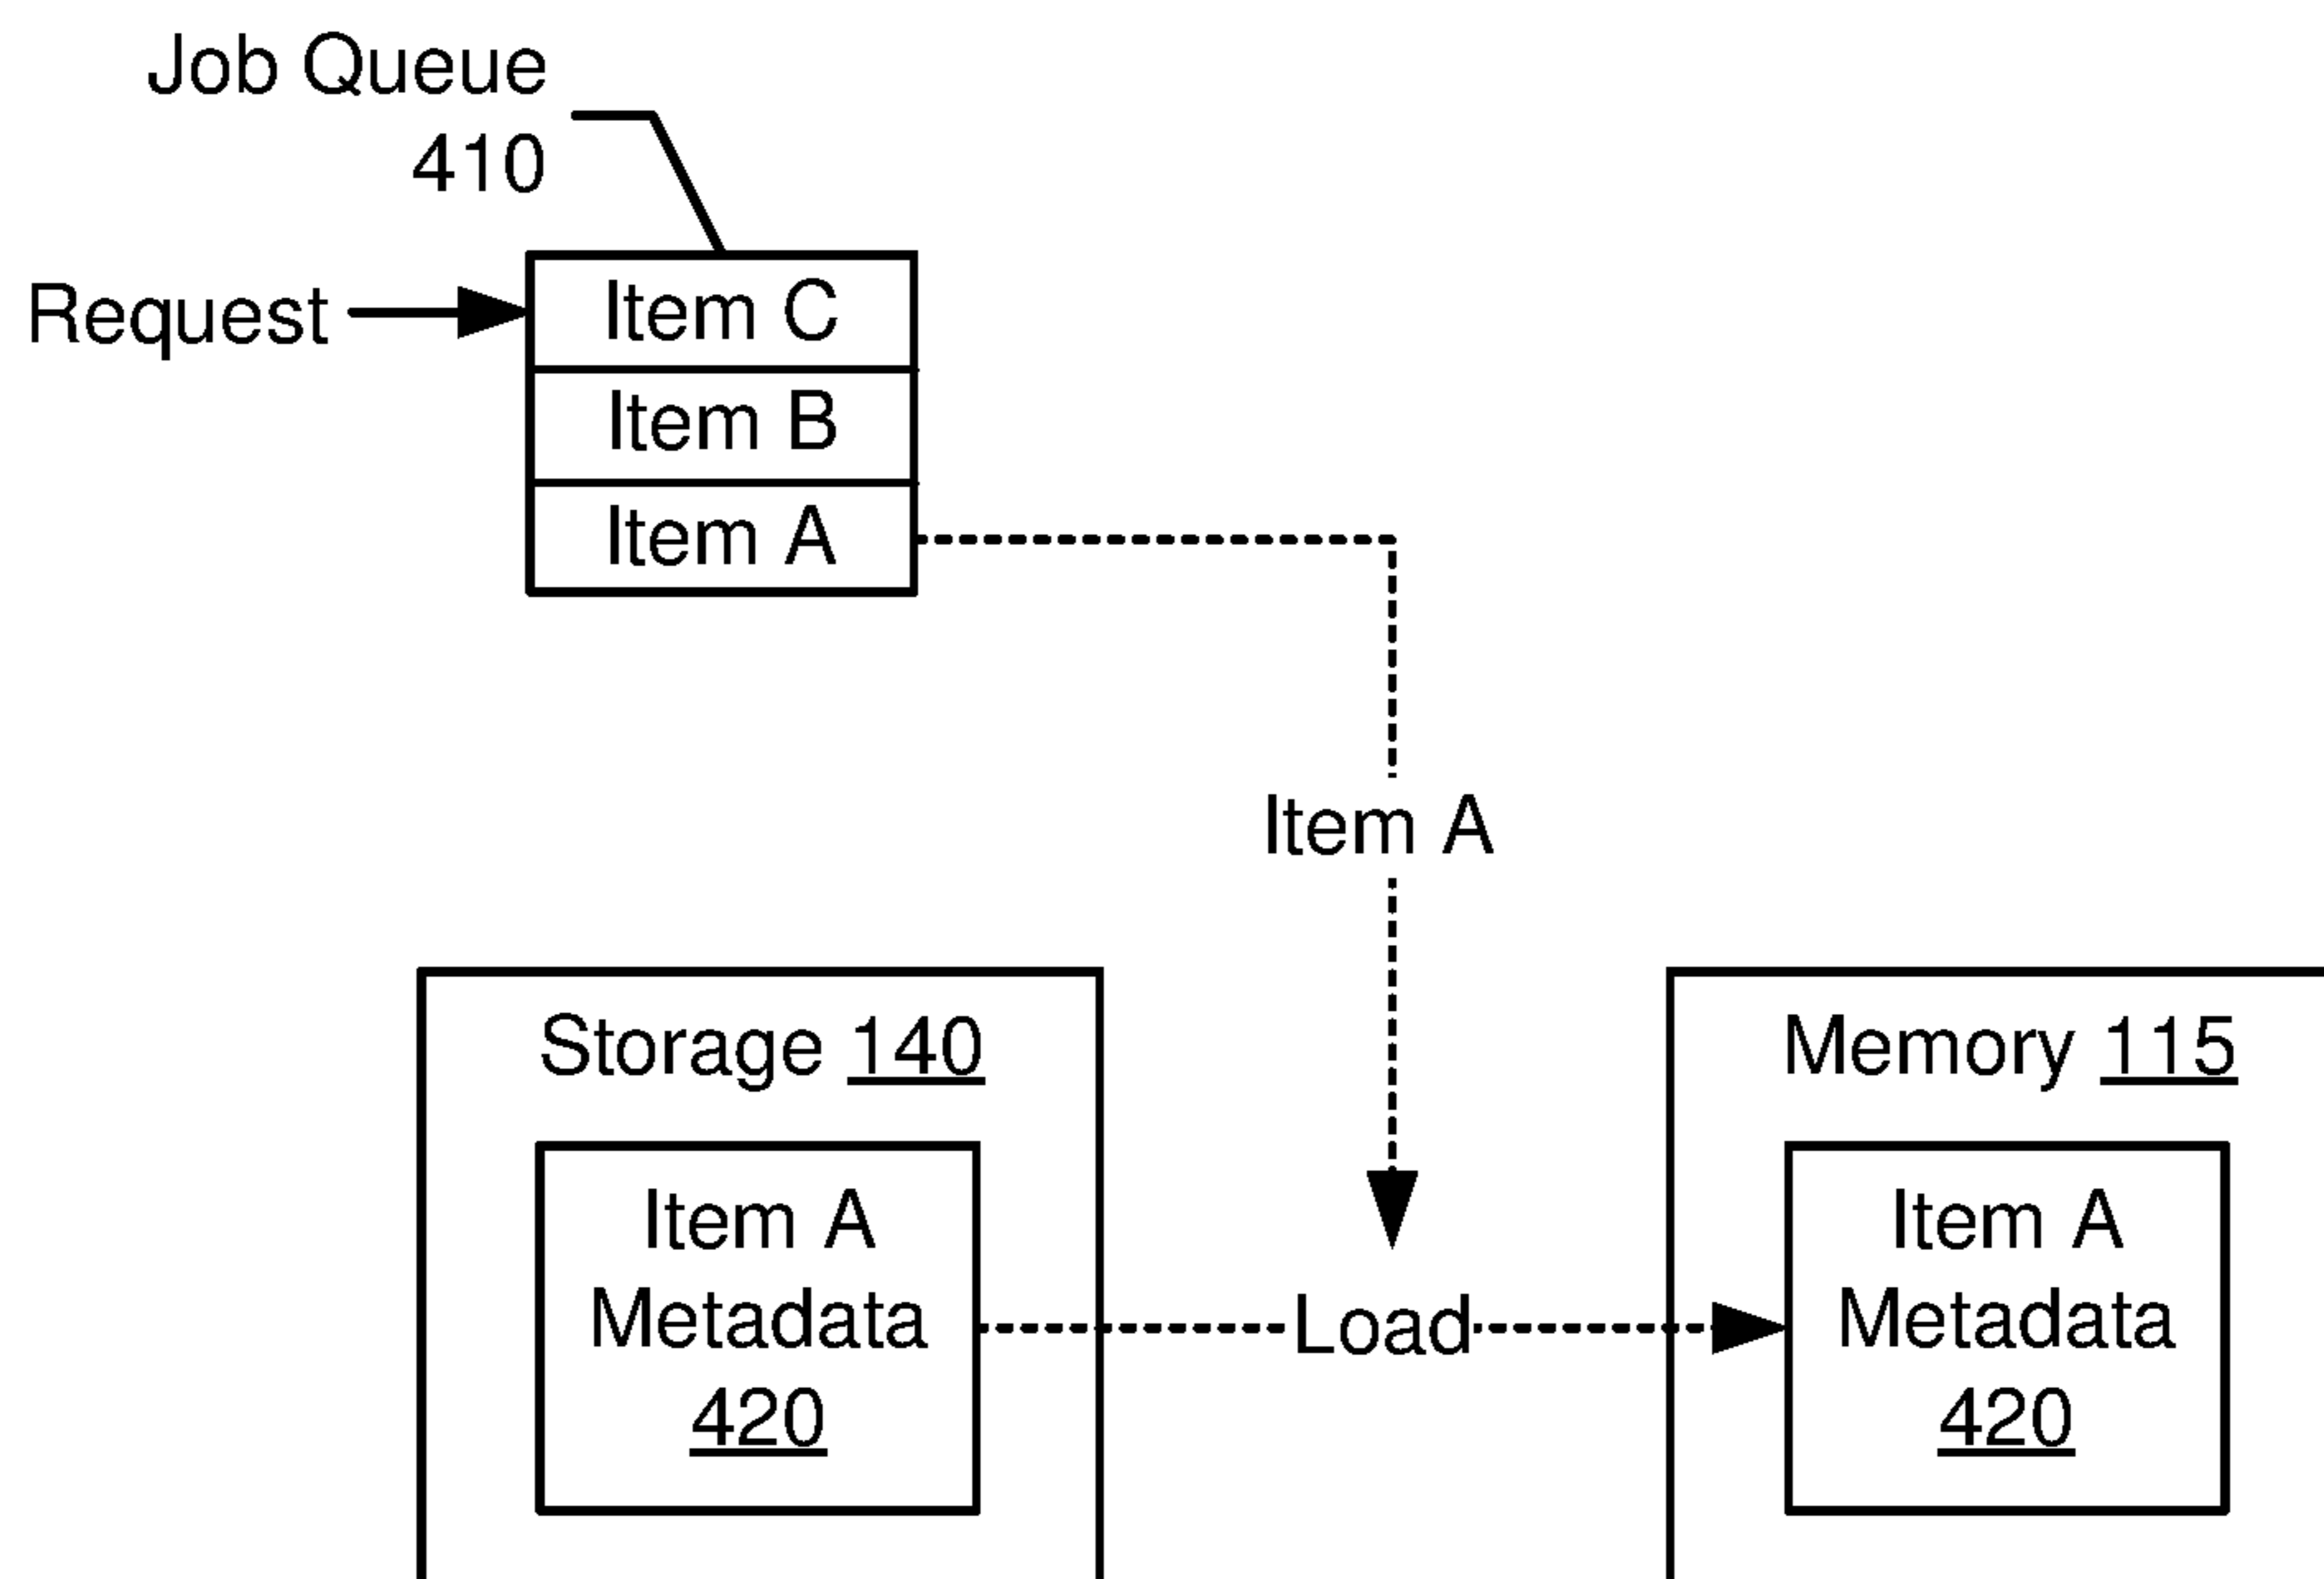 Job Queue
410
Request
Item C
Item B
Item A
Item A
Storage 140
Memory 115
Item A
Metadata
420
Load
Item A
Metadata
420